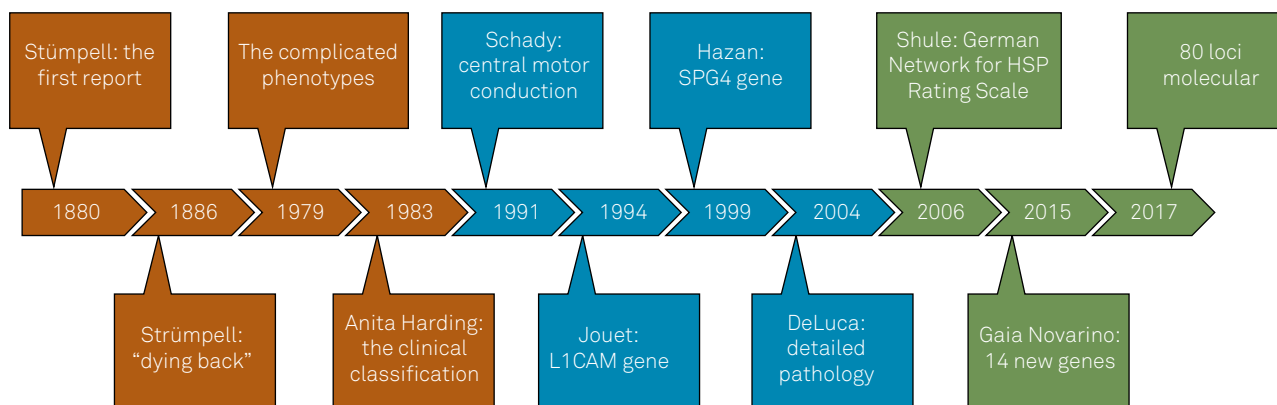 Stümpell: the
first report
The complicated
phenotypes
Schady:
central motor
conduction
Hazan:
SPG4 gene
Shule: German
Network for HSP
Rating Scale
80 loci
molecular
1880
1886
1979
1983
1991
1994
1999
2004
2006
2015
2017
Strümpell:
“dying back”
Anita Harding:
the clinical
classification
Jouet:
L1CAM gene
DeLuca:
detailed
pathology
Gaia Novarino:
14 new genes